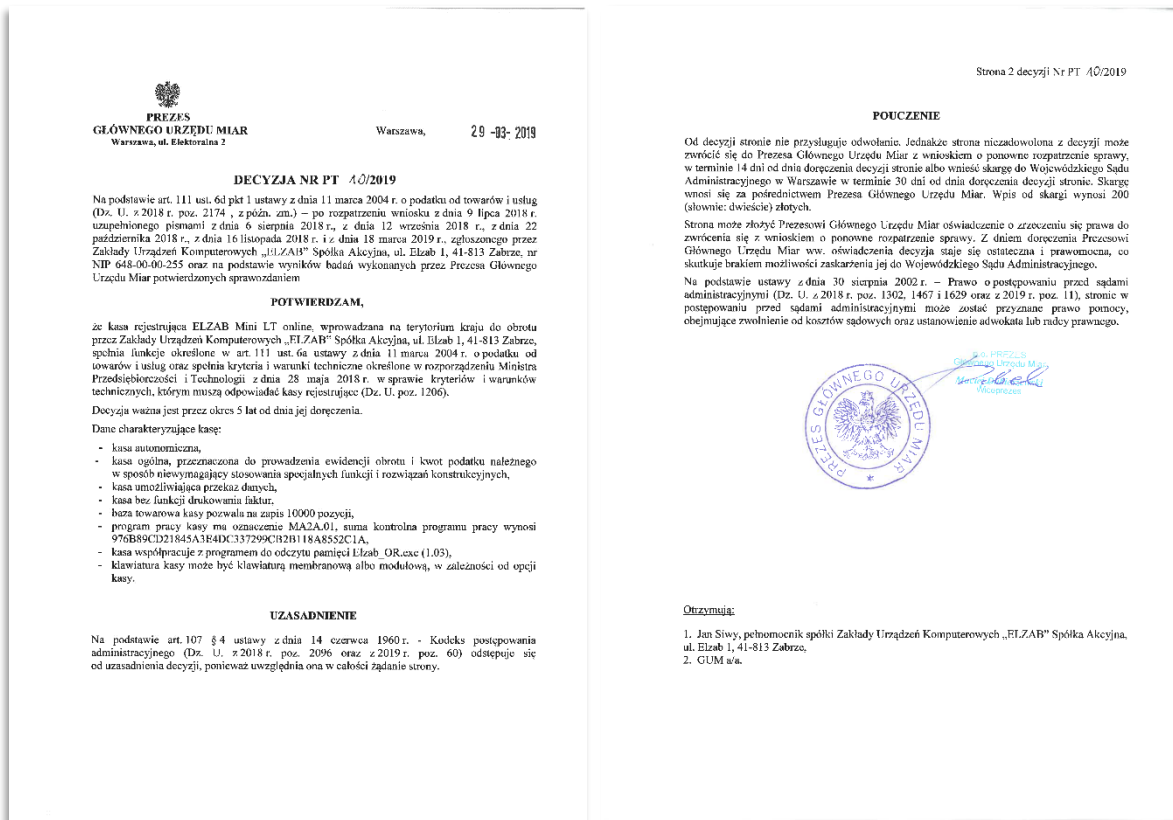 PREZES
GŁÓWNEGO URZĘDU MIAR
Warszawa, ul. Elektoralna 2
Warszawa, 29 -03- 2019
DECYZJA NR PT 10/2019
Na podstawie art. 111 ust. 6d pkt 1 ustawy z dnia 11 marca 2004 r. o podatku od towarów i usług
(Dz. U. z 2018 r. poz. 2174 , z późn. zm.) – po rozpatrzeniu wniosku z dnia 9 lipca 2018 r.
uzupełnionego pismami z dnia 6 sierpnia 2018 r., z dnia 12 września 2018 r., z dnia 22
października 2018 r., z dnia 16 listopada 2018 r. i z dnia 18 marca 2019 r., zgłoszonego przez
Zakłady Urządzeń Komputerowych „ELZAB” Spółka Akcyjna, ul. Elzab 1, 41-813 Zabrze, nr
NIP 648-00-00-255 oraz na podstawie wyników badań wykonanych przez Prezesa Głównego
Urzędu Miar potwierdzonych sprawozdaniem
POTWIERDZAM,
że kasa rejestrująca ELZAB Mini LT online, wprowadzana na terytorium kraju do obrotu
przez Zakłady Urządzeń Komputerowych „ELZAB” Spółka Akcyjna, ul. Elzab 1, 41-813 Zabrze,
spełnia funkcje określone w art. 111 ust. 6a ustawy z dnia 11 marca 2004 r. o podatku od
towarów i usług oraz spełnia kryteria i warunki techniczne określone w rozporządzeniu Ministra
Przedsiębiorczości i Technologii z dnia 28 maja 2018 r. w sprawie kryteriów i warunków
technicznych, którym muszą odpowiadać kasy rejestrujące (Dz. U. poz. 1206).
Decyzja ważna jest przez okres 5 lat od dnia jej doręczenia.
Dane charakteryzujące kasę:
- kasa autonomiczna,
- kasa ogólna, przeznaczona do prowadzenia ewidencji obrotu i kwot podatku należnego
w sposób niewymagający stosowania specjalnych funkcji i rozwiązań konstrukcyjnych,
- kasa umożliwiająca przekaz danych,
- kasa bez funkcji drukowania faktur,
- baza towarowa kasy pozwala na zapis 10000 pozycji,
- program pracy kasy ma oznaczenie MA2A.01, suma kontrolna programu pracy wynosi
976B89CD21845A3E4DC337299CB2B118A8552C1A,
- kasa współpracuje z programem do odczytu pamięci Elzab_OR.exe (1.03),
- klawiatura kasy może być klawiaturą membranową albo modułową, w zależności od opcji
kasy.
UZASADNIENIE
Na podstawie art. 107 § 4 ustawy z dnia 14 czerwca 1960 r. - Kodeks postępowania
administracyjnego (Dz. U. z 2018 r. poz. 2096 oraz z 2019 r. poz. 60) odstępuje się
od uzasadnienia decyzji, ponieważ uwzględnia ona w całości żądanie strony.
Strona 2 decyzji Nr PT 10/2019
POUCZENIE
Od decyzji stronie nie przysługuje odwołanie. Jednakże strona niezadowolona z decyzji może
zwrócić się do Prezesa Głównego Urzędu Miar z wnioskiem o ponowne rozpatrzenie sprawy,
w terminie 14 dni od dnia doręczenia decyzji stronie albo wnieść skargę do Wojewódzkiego Sądu
Administracyjnego w Warszawie w terminie 30 dni od dnia doręczenia decyzji stronie. Skargę
wnosi się za pośrednictwem Prezesa Głównego Urzędu Miar. Wpis od skargi wynosi 200
(słownie: dwieście) złotych.
Strona może złożyć Prezesowi Głównego Urzędu Miar oświadczenie o zrzeczeniu się prawa do
zwrócenia się z wnioskiem o ponowne rozpatrzenie sprawy. Z dniem doręczenia Prezesowi
Głównego Urzędu Miar ww. oświadczenia decyzja staje się ostateczna i prawomocna, co
skutkuje brakiem możliwości zaskarżenia jej do Wojewódzkiego Sądu Administracyjnego.
Na podstawie ustawy z dnia 30 sierpnia 2002 r. – Prawo o postępowaniu przed sądami
administracyjnymi (Dz. U. z 2018 r. poz. 1302, 1467 i 1629 oraz z 2019 r. poz. 11), stronie w
postępowaniu przed sądami administracyjnymi może zostać przyznane prawo pomocy,
obejmujące zwolnienie od kosztów sądowych oraz ustanowienie adwokata lub radcy prawnego.
p.o. PREZES
Głównego Urzędu Miar
Wiceprezes
PREZES GŁÓWNEGO URZĘDU MIAR
Otrzymują:
1. Jan Siwy, pełnomocnik spółki Zakłady Urządzeń Komputerowych „ELZAB” Spółka Akcyjna,
ul. Elzab 1, 41-813 Zabrze,
2. GUM a/a.